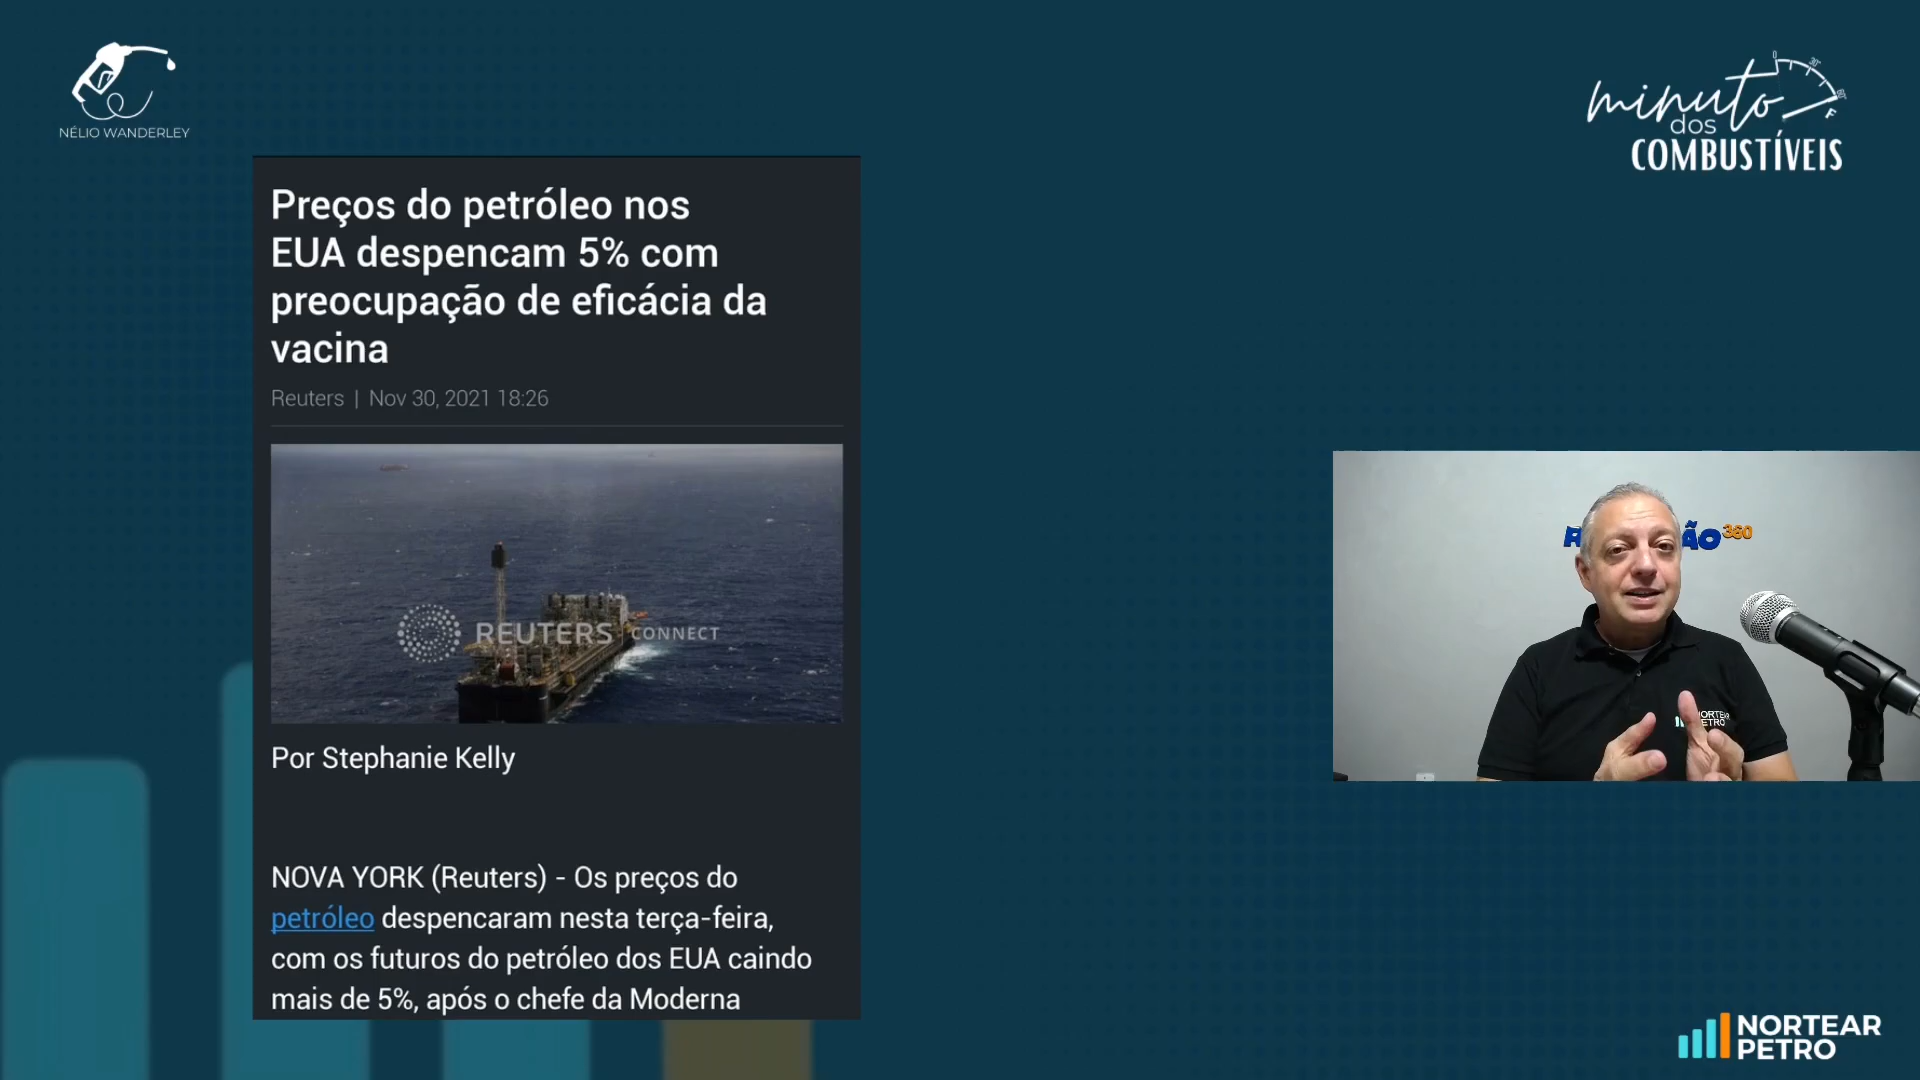 NÉLIO WANDERLEY
minuto
dos
COMBUSTÍVEIS
Preços do petróleo nos
EUA despencam 5% com
preocupação de eficácia da
vacina
Reuters | Nov 30, 2021 18:26
REUTERS CONNECT
Por Stephanie Kelly
NOVA YORK (Reuters) - Os preços do
petróleo despencaram nesta terça-feira,
com os futuros do petróleo dos EUA caindo
mais de 5%, após o chefe da Moderna
ÃO 360
NORTEAR
PETRO